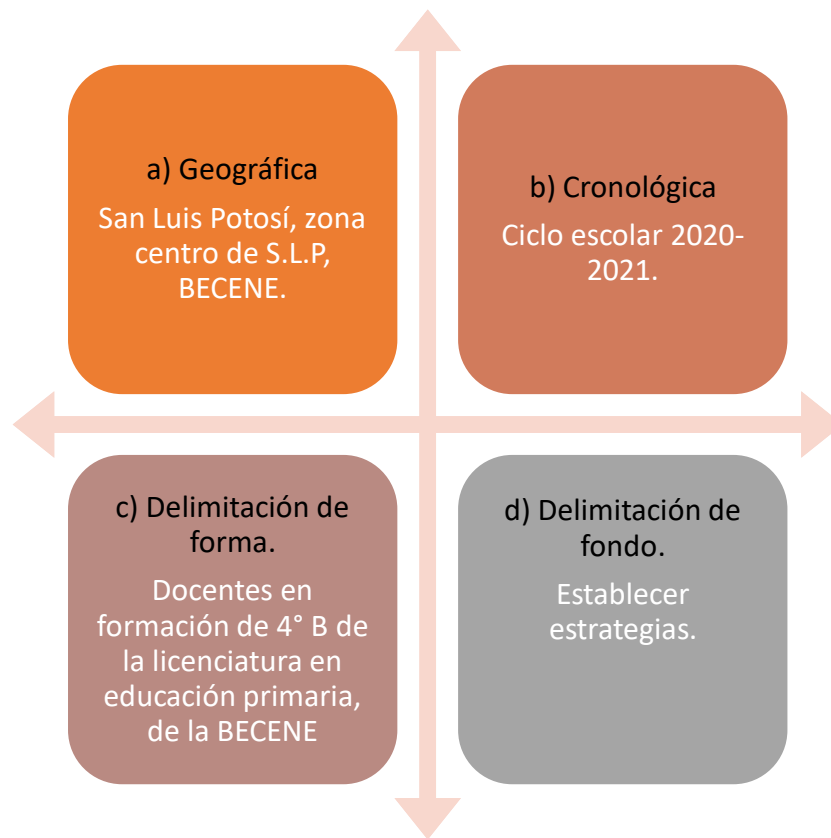 a) Geográfica
San Luis Potosí, zona
centro de S.L.P,
BECENE.
b) Cronológica
Ciclo escolar 2020-
2021.
c) Delimitación de
forma.
Docentes en
formación de 4° B de
la licenciatura en
educación primaria,
de la BECENE
d) Delimitación de
fondo.
Establecer
estrategias.